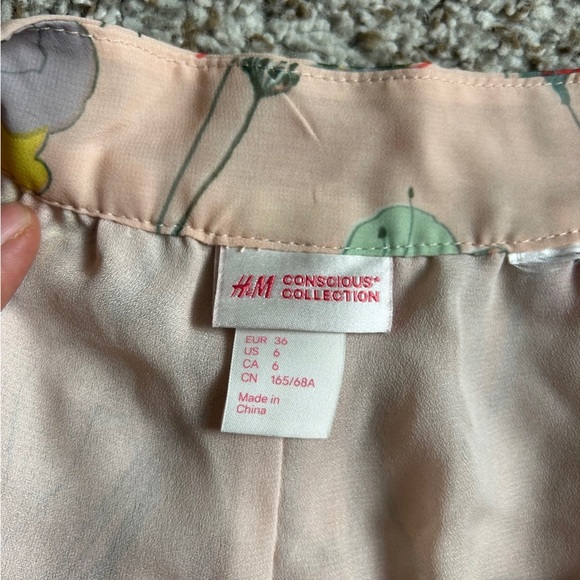 H&M CONSCIOUS
COLLECTION
EUR 36
US 6
CA 6
CN 165/68A
Made in
China